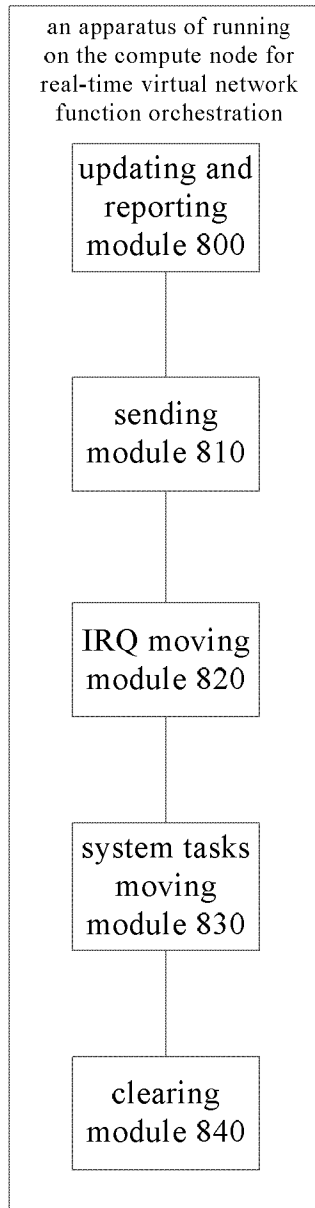 an apparatus of running
on the compute node for
real-time virtual network
function orchestration
updating and
reporting
module 800
sending
module 810
IRQ moving
module 820
system tasks
moving
module 830
clearing
module 840